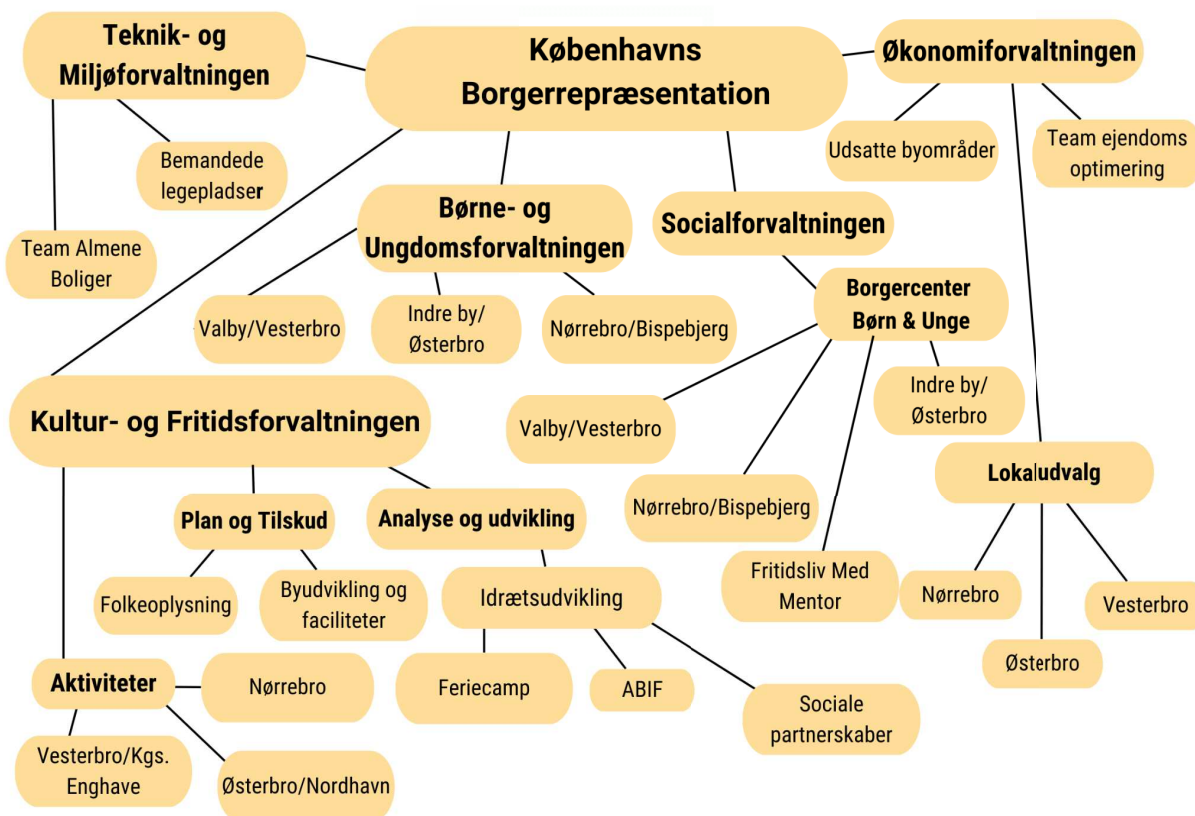 Teknik- og
Miljøforvaltningen
Københavns
Borgerrepræsentation
Økonomiforvaltningen
Bemandede
legepladser
Udsatte byområder
Team ejendoms
optimering
Team Almene
Boliger
Børne- og
Ungdomsforvaltningen
Socialforvaltningen
Valby/Vesterbro
Indre by/
Østerbro
Nørrebro/Bispebjerg
Borgercenter
Børn & Unge
Kultur- og Fritidsforvaltningen
Valby/Vesterbro
Indre by/
Østerbro
Nørrebro/Bispebjerg
Fritidsliv Med
Mentor
Lokaludvalg
Nørrebro
Østerbro
Vesterbro
Plan og Tilskud
Analyse og udvikling
Folkeoplysning
Byudvikling og
faciliteter
Idrætsudvikling
Feriecamp
ABIF
Sociale
partnerskaber
Aktiviteter
Nørrebro
Vesterbro/Kgs.
Enghave
Østerbro/Nordhavn